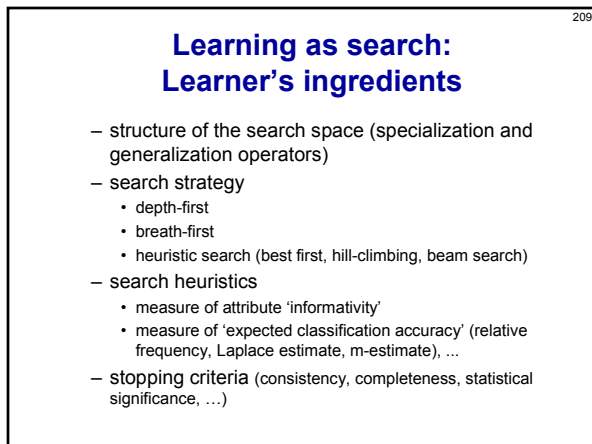 209
Learning as search:
Learner's ingredients
– structure of the search space (specialization and
generalization operators)
– search strategy
• depth-first
• breath-first
• heuristic search (best first, hill-climbing, beam search)
– search heuristics
• measure of attribute ‘informativity’
• measure of ‘expected classification accuracy’ (relative
frequency, Laplace estimate, m-estimate), ...
– stopping criteria (consistency, completeness, statistical
significance, …)